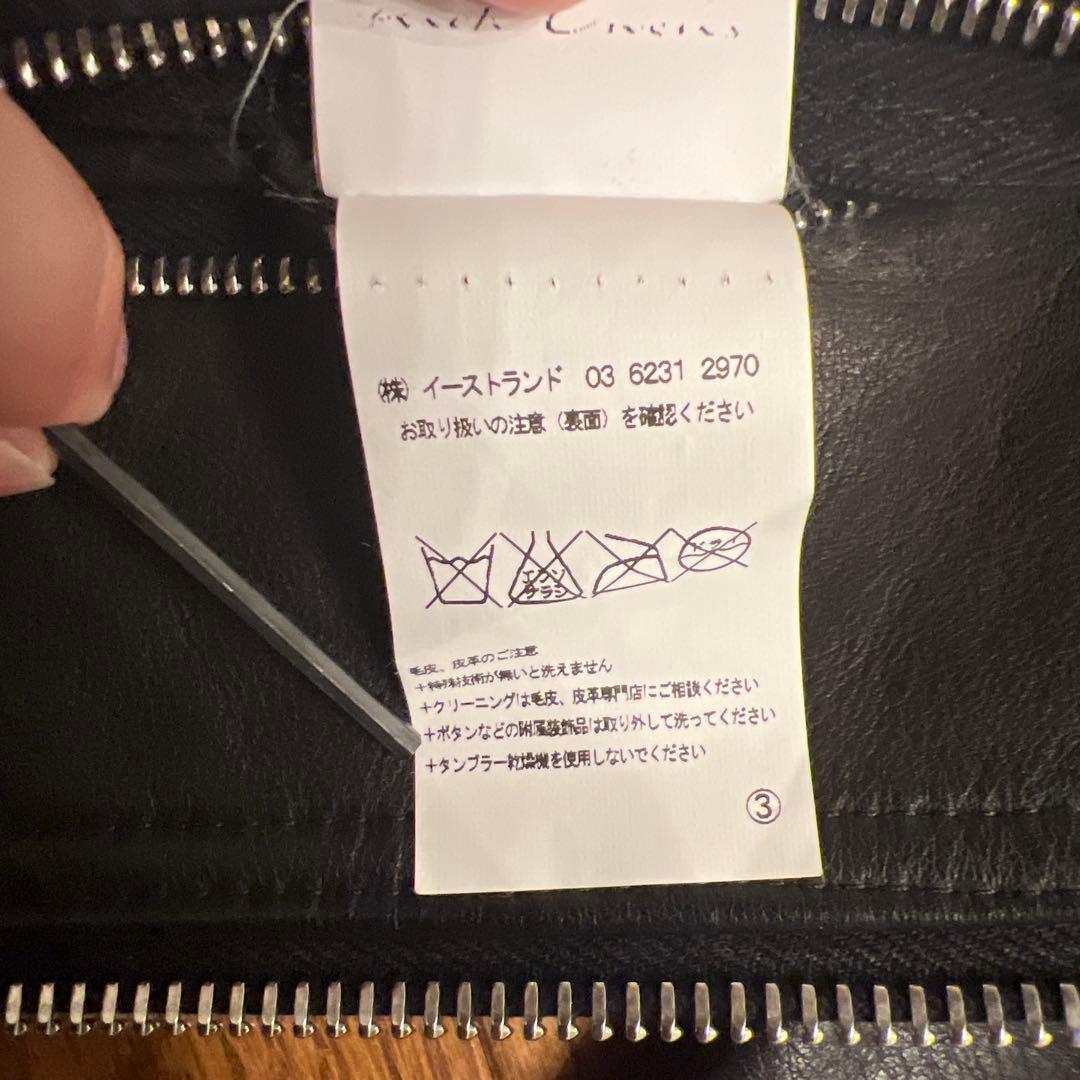 ㈱ イーストランド 03 6231 2970
お取り扱いの注意（裏面）を確認ください
エンソ
サラシ
ドライ
毛皮、皮革のご注意
+特殊技術が無いと洗えません
+クリーニングは毛皮、皮革専門店にご相談ください
+ボタンなどの附属装飾品は取り外して洗ってください
+タンブラー乾燥機を使用しないでください
③